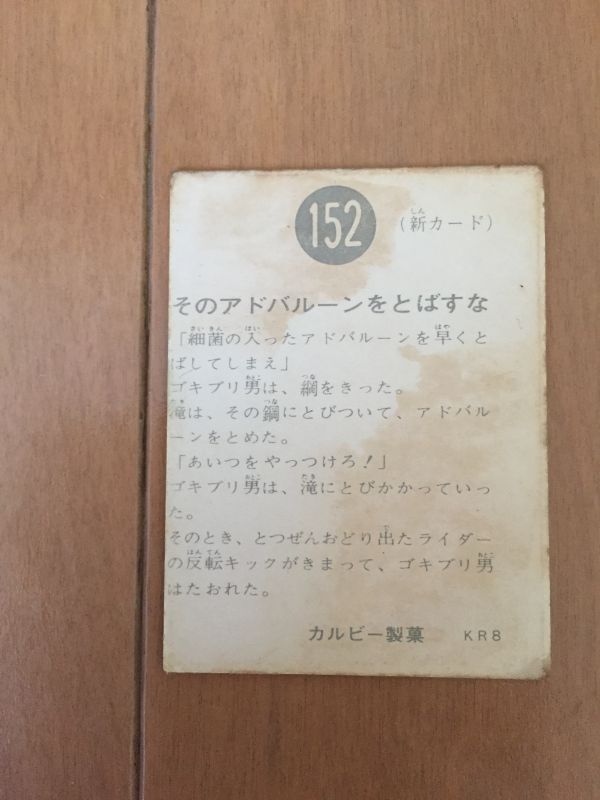 152
(新カード)
そのアドバルーンをとばすな
「細菌の入ったアドバルーンを早くと
ばしてしまえ」
ゴキブリ男は、綱をきった。
滝は、その鋼にとびついて、アドバル
ーンをとめた。
「あいつをやっつけろ!」
ゴキブリ男は、滝にとびかかっていっ
た。
そのとき、とつぜんおどり出たライダー
の反転キックがきまって、ゴキブリ男
はたおれた。
カルビー製菓 KR8